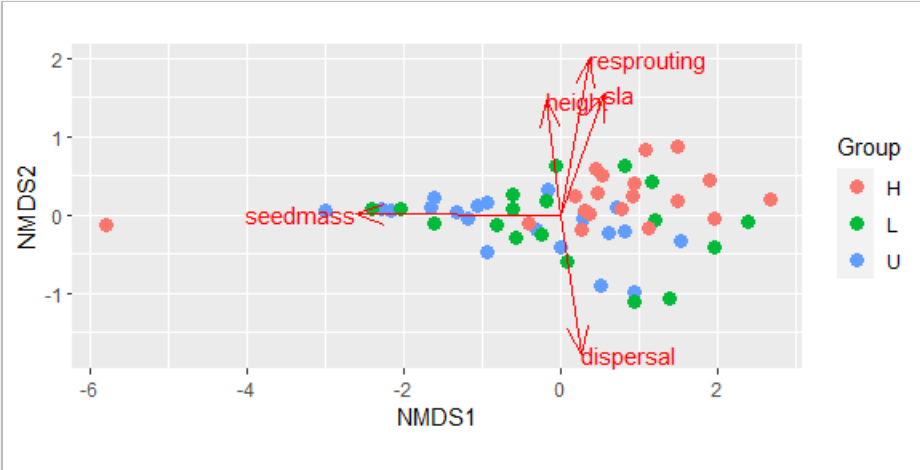 2
1
0
-1
NMDS2
resprouting
sla
height
seedmass
dispersal
-6
-4
-2
0
2
NMDS1
Group
H
L
U